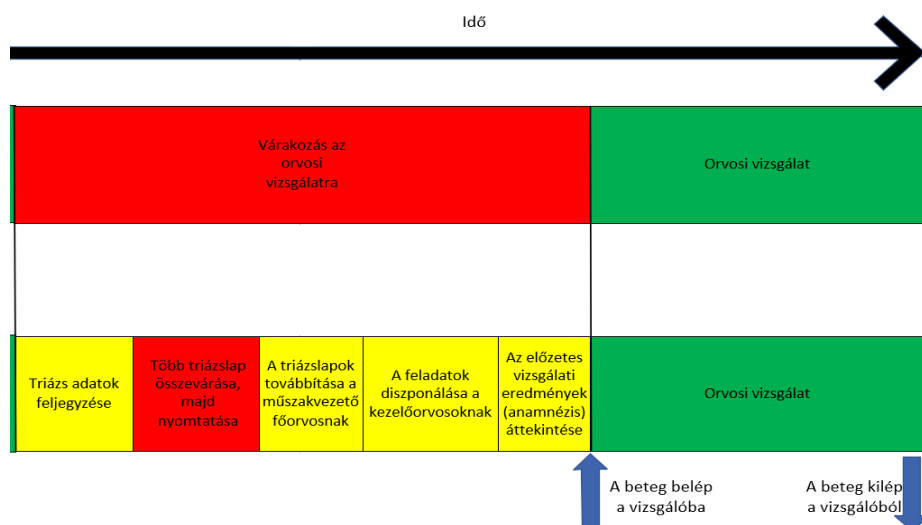 Idő
Várakozás az
orvosi
vizsgálatra
Orvosi vizsgálat
Triázs adatok
feljegyzése
Több triázslap
összevárása,
majd
nyomtatása
A triázslapok
továbbítása a
műszakvezető
főorvosnak
A feladatok
diszponálása a
kezelőorvosoknak
Az előzetes
vizsgálati
eredmények
(anamnézis)
áttekintése
Orvosi vizsgálat
A beteg belép
a vizsgálóba
A beteg kilép
a vizsgálóból